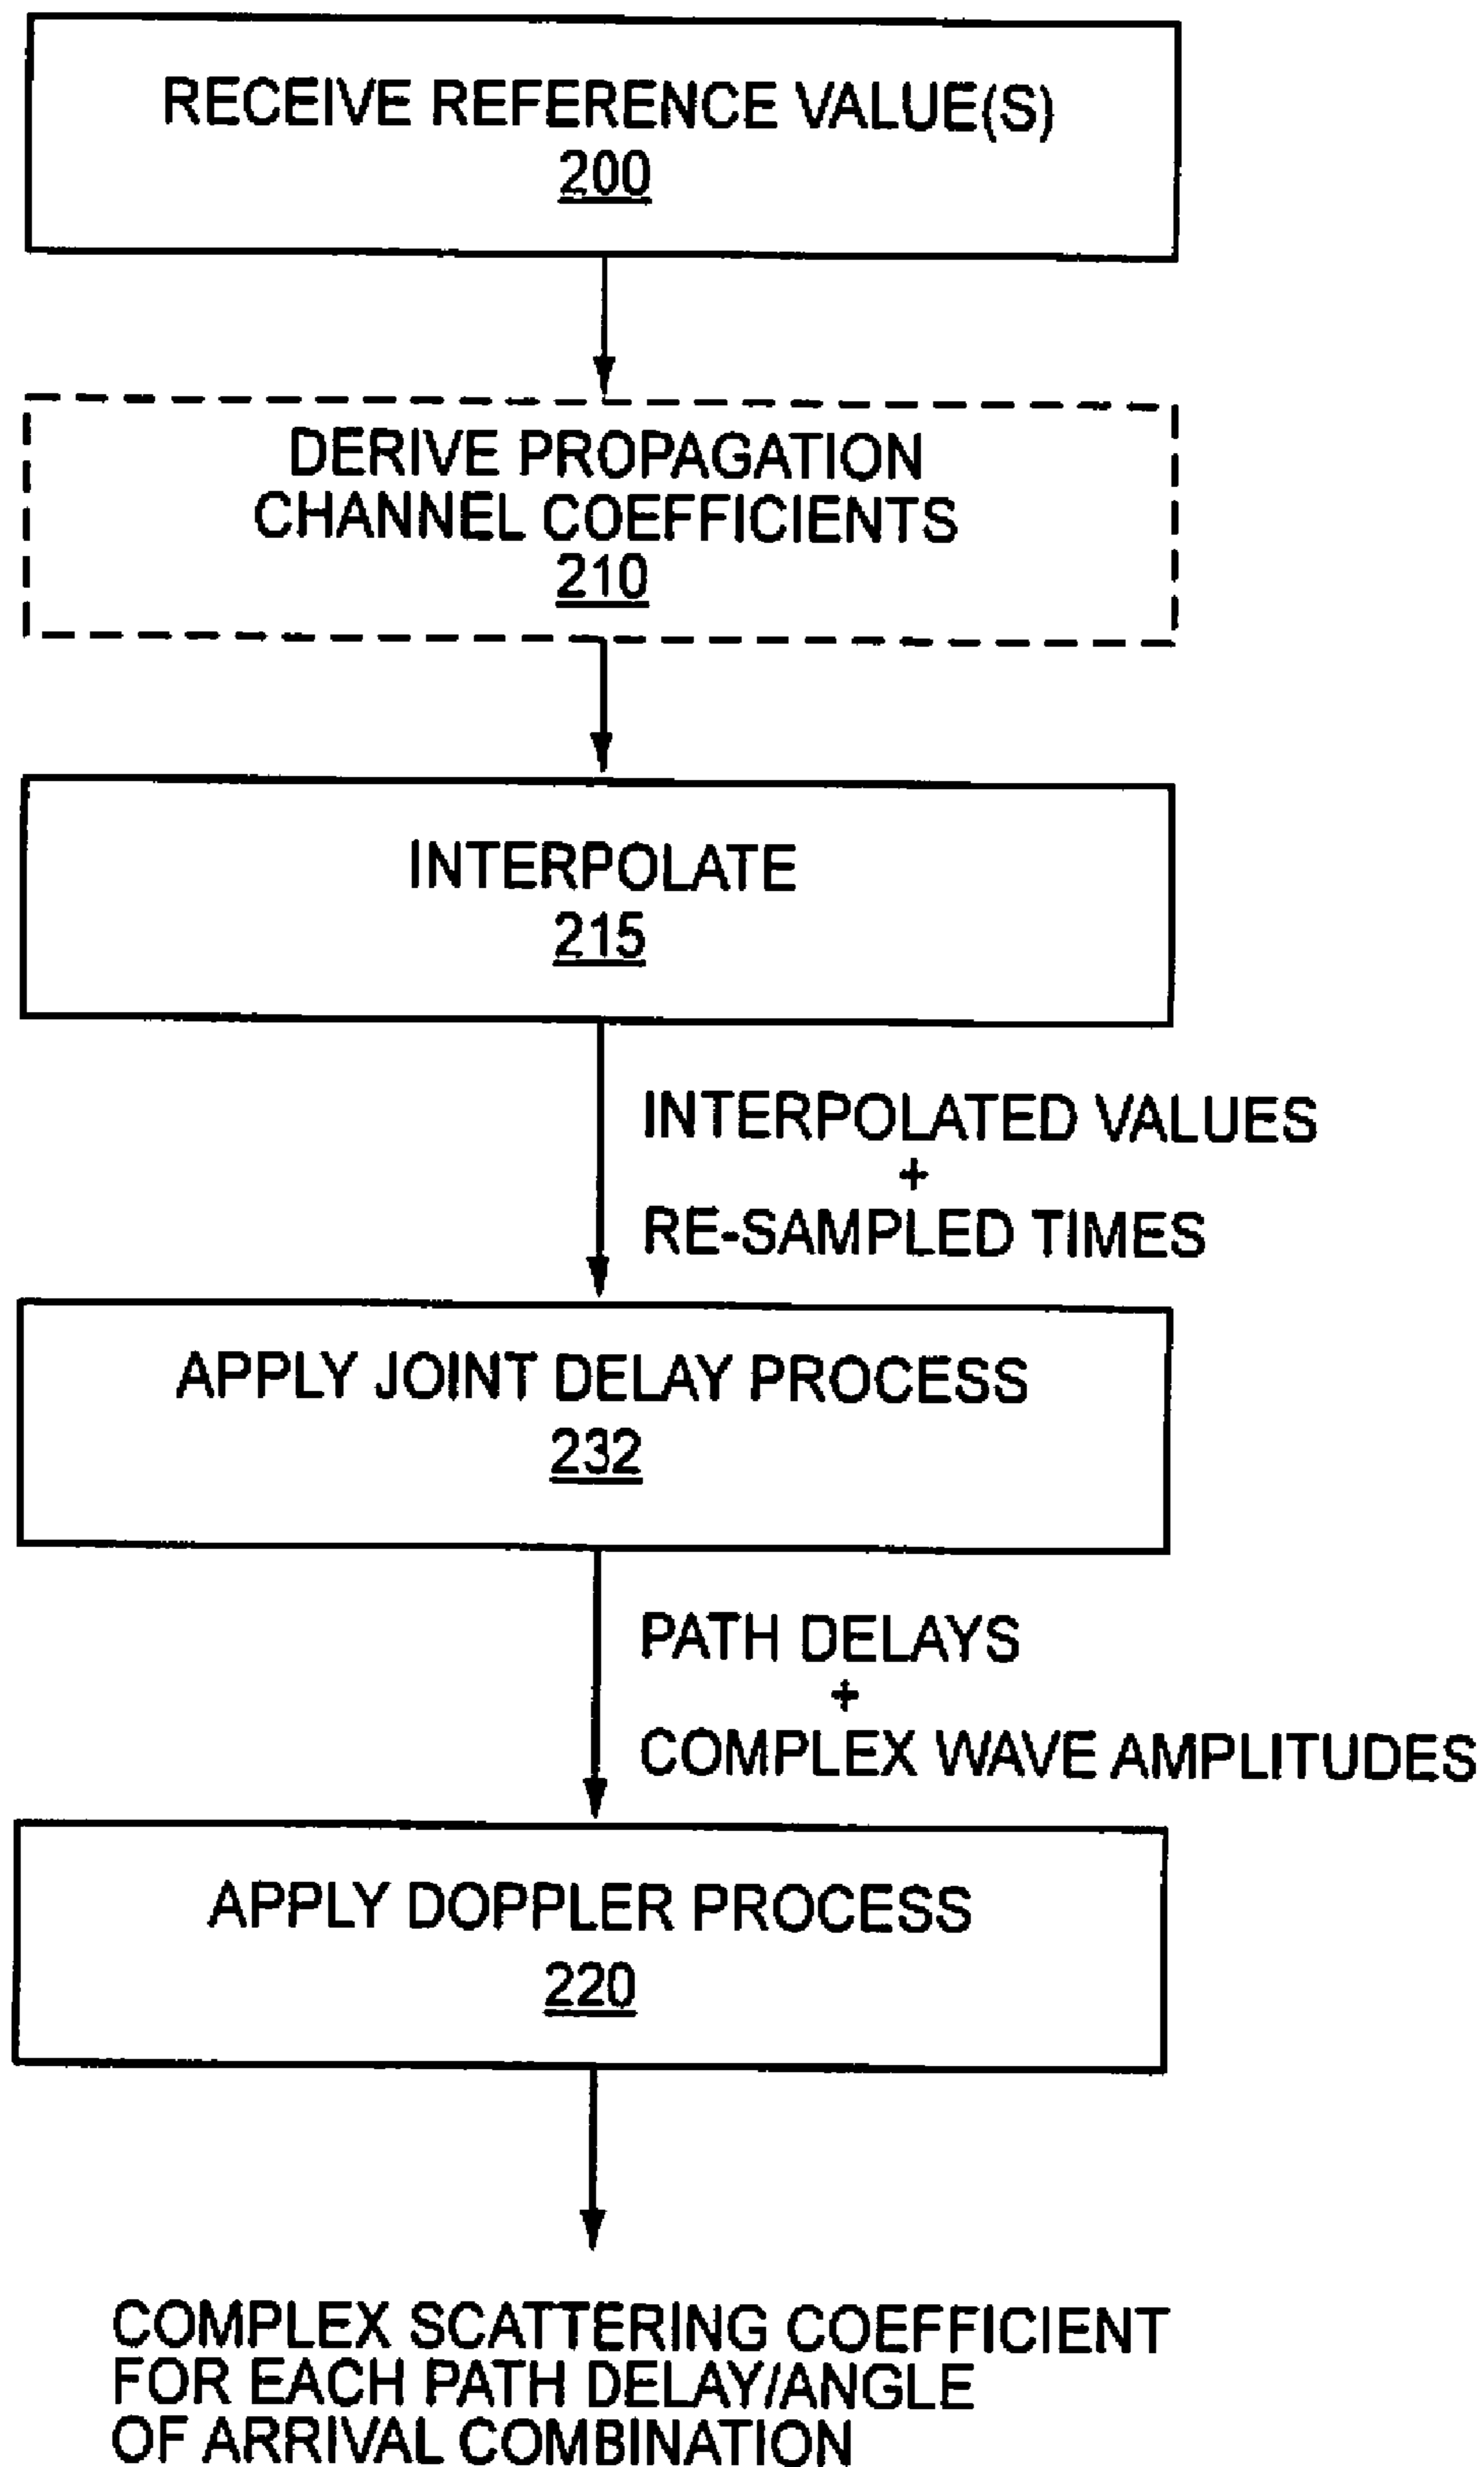 RECEIVE REFERENCE VALUE(S)
200
DERIVE PROPAGATION
CHANNEL COEFFICIENTS
210
INTERPOLATE
215
INTERPOLATED VALUES
+
RE-SAMPLED TIMES
APPLY JOINT DELAY PROCESS
232
PATH DELAYS
+
COMPLEX WAVE AMPLITUDES
APPLY DOPPLER PROCESS
220
COMPLEX SCATTERING COEFFICIENT
FOR EACH PATH DELAY/ANGLE
OF ARRIVAL COMBINATION